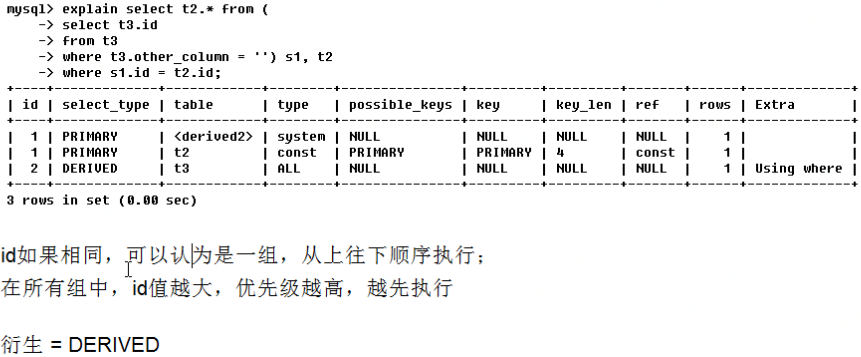 mysql> explain select t2.* from (
    -> select t3.id
    -> from t3
    -> where t3.other_column = '') s1, t2
    -> where s1.id = t2.id;
+----+-------------+------------+--------+---------------+---------+---------+-------+------+-------------+
| id | select_type | table      | type   | possible_keys | key     | key_len | ref   | rows | Extra       |
+----+-------------+------------+--------+---------------+---------+---------+-------+------+-------------+
| 1 | PRIMARY     | <derived2> | system | NULL          | NULL    | NULL    | NULL  | 1 |             |
| 1 | PRIMARY     | t2         | const  | PRIMARY       | PRIMARY | 4       | const | 1 |             |
| 2 | DERIVED     | t3         | ALL    | NULL          | NULL    | NULL    | NULL  | 1 | Using where |
+----+-------------+------------+--------+---------------+---------+---------+-------+------+-------------+
3 rows in set (0.00 sec)
id如果相同，可以认为是一组，从上往下顺序执行；
在所有组中，id值越大，优先级越高，越先执行
衍生 = DERIVED